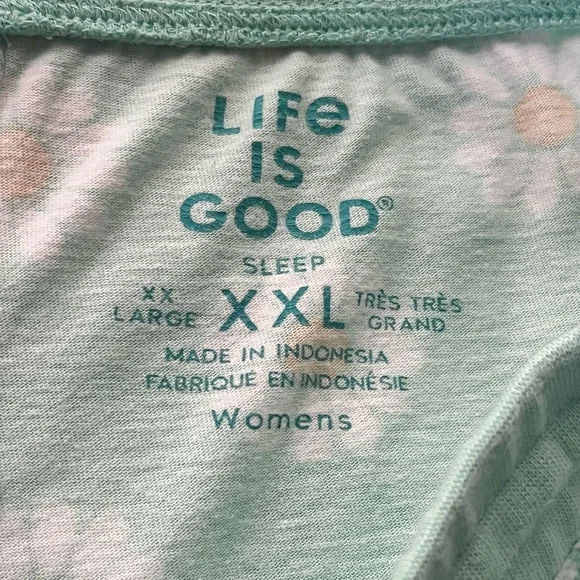 LIFe
IS
GOOD®
SLEEP
XX LARGE XXL TRÈS TRÈS GRAND
MADE IN INDONESIA
FABRIQUE EN INDONÉSIE
Womens